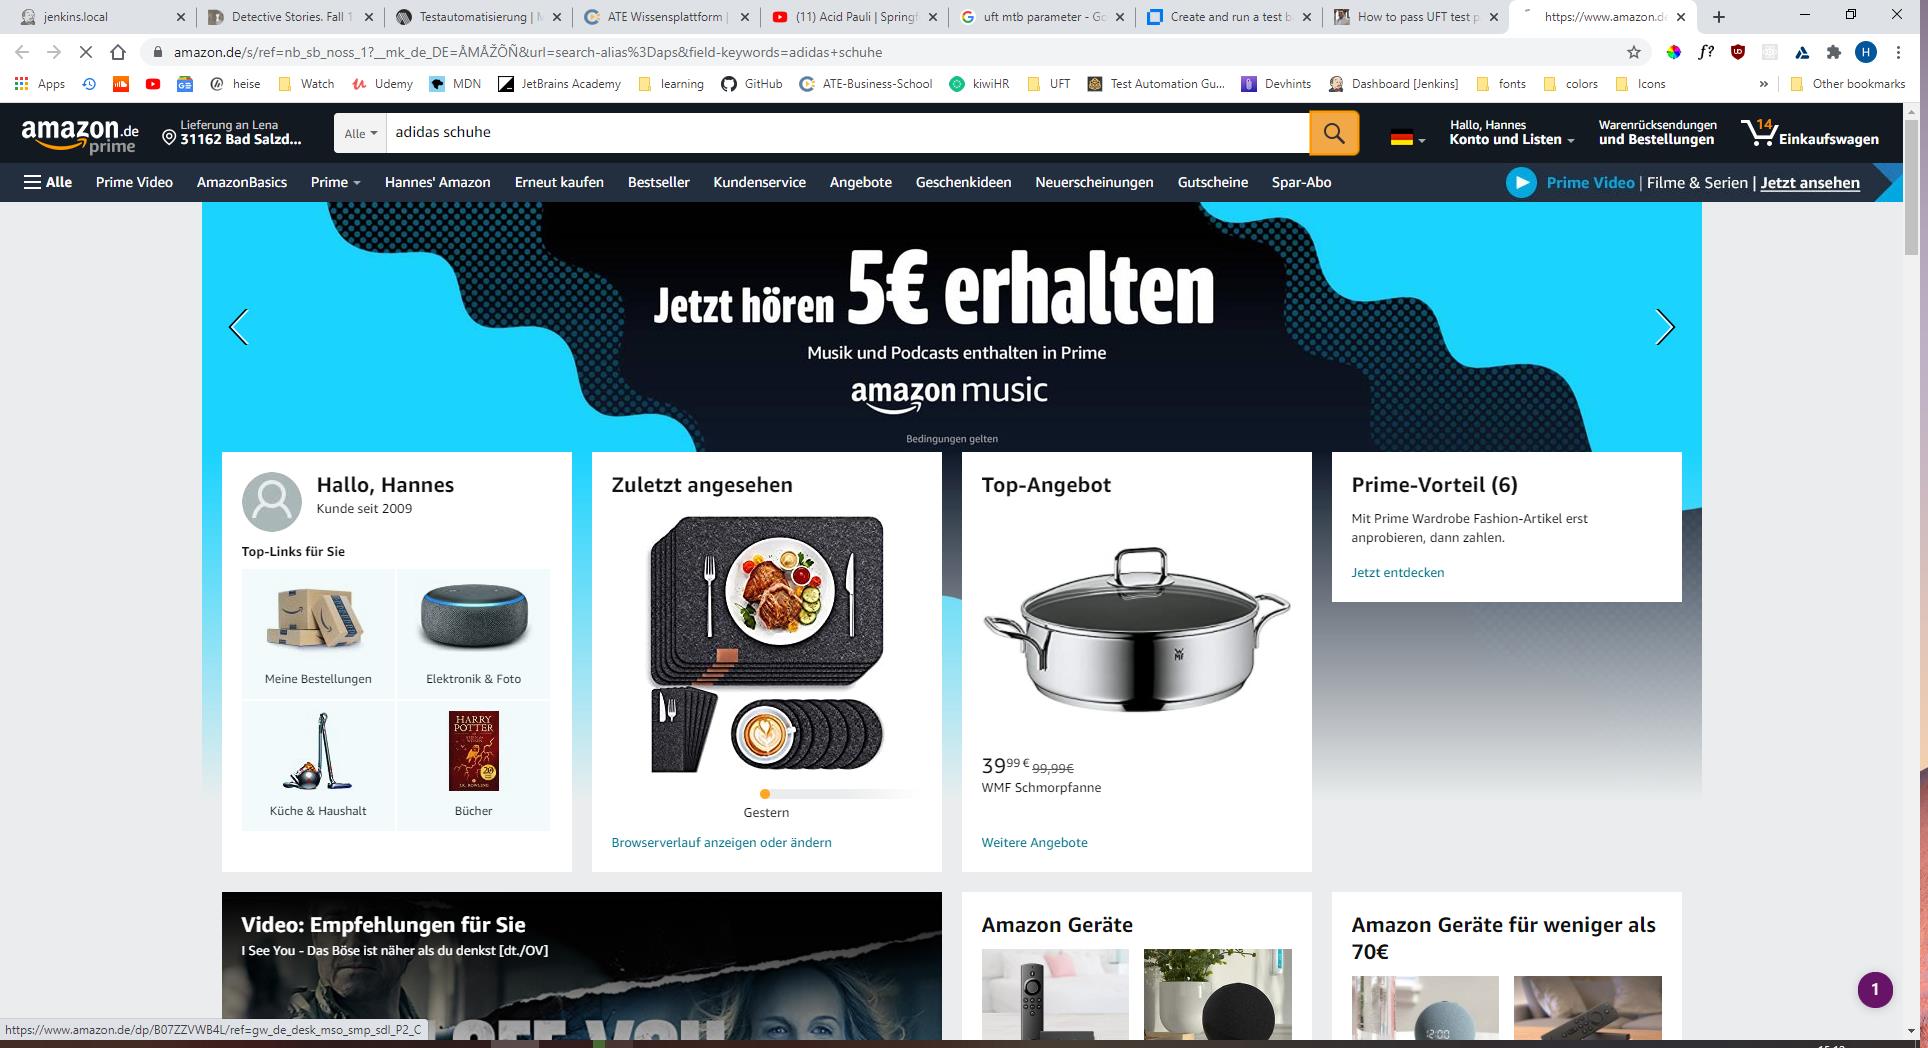 jenkins.local
Detective Stories. Fall 1
Testautomatisierung | M
ATE Wissensplattform |
(11) Acid Pauli | Springf
uft mtb parameter - Go
Create and run a test b
How to pass UFT test p
https://www.amazon.de
amazon.de/s/ref=nb_sb_noss_1?__mk_de_DE=ÅMÅŽÕÑ&url=search-alias%3Daps&field-keywords=adidas+schuhe
f?
H
Apps
heise
Watch
Udemy
MDN
JetBrains Academy
learning
GitHub
ATE-Business-School
kiwiHR
UFT
Test Automation Gu...
Devhints
Dashboard [Jenkins]
fonts
colors
Icons
»
Other bookmarks
amazon.de
prime
Lieferung an Lena
31162 Bad Salzd...
Alle
adidas schuhe
Hallo, Hannes
Konto und Listen
Warenrücksendungen
und Bestellungen
14
Einkaufswagen
Alle
Prime Video
AmazonBasics
Prime
Hannes' Amazon
Erneut kaufen
Bestseller
Kundenservice
Angebote
Geschenkideen
Neuerscheinungen
Gutscheine
Spar-Abo
Prime Video | Filme & Serien | Jetzt ansehen
Jetzt hören 5€ erhalten
Musik und Podcasts enthalten in Prime
amazon music
Bedingungen gelten
Hallo, Hannes
Kunde seit 2009
Top-Links für Sie
Meine Bestellungen
Elektronik & Foto
HARRY
POTTER
Küche & Haushalt
Bücher
Zuletzt angesehen
Gestern
Browserverlauf anzeigen oder ändern
Top-Angebot
WMF
39⁹⁹ € 99,99€
WMF Schmorpfanne
Weitere Angebote
Prime-Vorteil (6)
Mit Prime Wardrobe Fashion-Artikel erst
anprobieren, dann zahlen.
Jetzt entdecken
Video: Empfehlungen für Sie
I See You - Das Böse ist näher als du denkst [dt./OV]
Amazon Geräte
Amazon Geräte für weniger als
70€
12:00
1
https://www.amazon.de/dp/B07ZZVWB4L/ref=gw_de_desk_mso_smp_sdl_P2_C